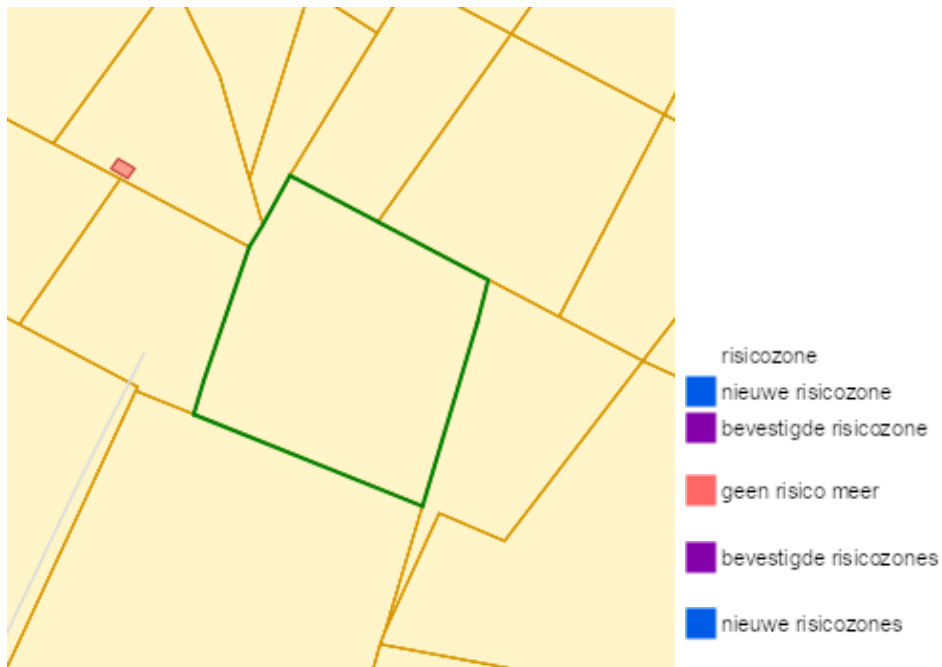 risicozone
nieuwe risicozone
bevestigde risicozone
geen risico meer
bevestigde risicozones
nieuwe risicozones